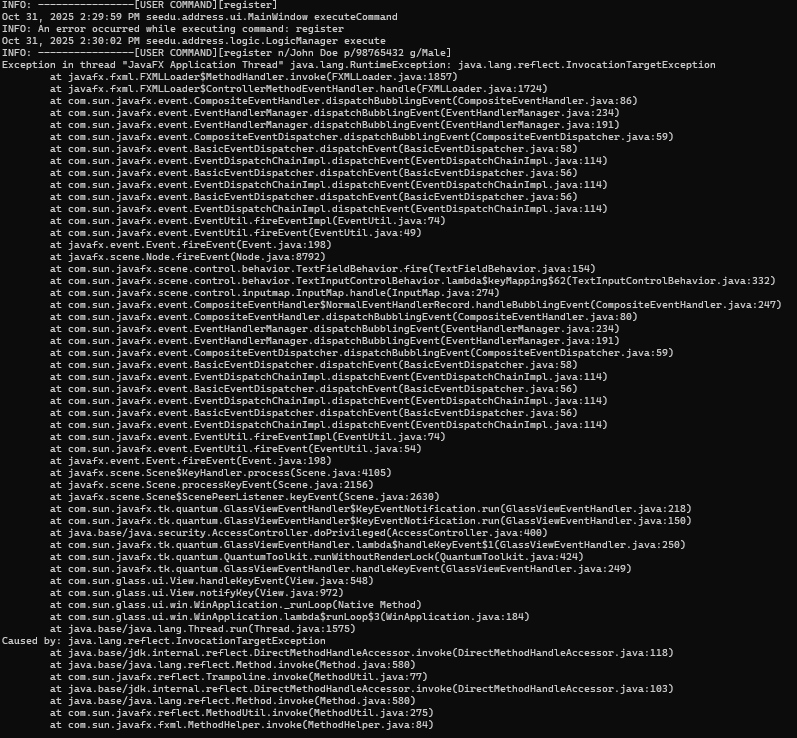 INFO: ----------------[USER COMMAND][register]
Oct 31, 2025 2:29:59 PM seedu.address.ui.MainWindow executeCommand
INFO: An error occurred while executing command: register
Oct 31, 2025 2:30:02 PM seedu.address.logic.LogicManager execute
INFO: ----------------[USER COMMAND][register n/John Doe p/98765432 g/Male]
Exception in thread "JavaFX Application Thread" java.lang.RuntimeException: java.lang.reflect.InvocationTargetException
at javafx.fxml.FXMLLoader$MethodHandler.invoke(FXMLLoader.java:1857)
at javafx.fxml.FXMLLoader$ControllerMethodEventHandler.handle(FXMLLoader.java:1724)
at com.sun.javafx.event.CompositeEventHandler.dispatchBubblingEvent(CompositeEventHandler.java:86)
at com.sun.javafx.event.EventHandlerManager.dispatchBubblingEvent(EventHandlerManager.java:234)
at com.sun.javafx.event.EventHandlerManager.dispatchBubblingEvent(EventHandlerManager.java:191)
at com.sun.javafx.event.CompositeEventDispatcher.dispatchBubblingEvent(CompositeEventDispatcher.java:59)
at com.sun.javafx.event.BasicEventDispatcher.dispatchEvent(BasicEventDispatcher.java:58)
at com.sun.javafx.event.EventDispatchChainImpl.dispatchEvent(EventDispatchChainImpl.java:114)
at com.sun.javafx.event.BasicEventDispatcher.dispatchEvent(BasicEventDispatcher.java:56)
at com.sun.javafx.event.EventDispatchChainImpl.dispatchEvent(EventDispatchChainImpl.java:114)
at com.sun.javafx.event.BasicEventDispatcher.dispatchEvent(BasicEventDispatcher.java:56)
at com.sun.javafx.event.EventDispatchChainImpl.dispatchEvent(EventDispatchChainImpl.java:114)
at com.sun.javafx.event.EventUtil.fireEventImpl(EventUtil.java:74)
at com.sun.javafx.event.EventUtil.fireEvent(EventUtil.java:49)
at javafx.event.Event.fireEvent(Event.java:198)
at javafx.scene.Node.fireEvent(Node.java:8792)
at com.sun.javafx.scene.control.behavior.TextFieldBehavior.fire(TextFieldBehavior.java:154)
at com.sun.javafx.scene.control.behavior.TextInputControlBehavior.lambda$keyMapping$62(TextInputControlBehavior.java:332)
at com.sun.javafx.scene.control.inputmap.InputMap.handle(InputMap.java:274)
at com.sun.javafx.event.CompositeEventHandler$NormalEventHandlerRecord.handleBubblingEvent(CompositeEventHandler.java:247)
at com.sun.javafx.event.CompositeEventHandler.dispatchBubblingEvent(CompositeEventHandler.java:80)
at com.sun.javafx.event.EventHandlerManager.dispatchBubblingEvent(EventHandlerManager.java:234)
at com.sun.javafx.event.EventHandlerManager.dispatchBubblingEvent(EventHandlerManager.java:191)
at com.sun.javafx.event.CompositeEventDispatcher.dispatchBubblingEvent(CompositeEventDispatcher.java:59)
at com.sun.javafx.event.BasicEventDispatcher.dispatchEvent(BasicEventDispatcher.java:58)
at com.sun.javafx.event.EventDispatchChainImpl.dispatchEvent(EventDispatchChainImpl.java:114)
at com.sun.javafx.event.BasicEventDispatcher.dispatchEvent(BasicEventDispatcher.java:56)
at com.sun.javafx.event.EventDispatchChainImpl.dispatchEvent(EventDispatchChainImpl.java:114)
at com.sun.javafx.event.BasicEventDispatcher.dispatchEvent(BasicEventDispatcher.java:56)
at com.sun.javafx.event.EventDispatchChainImpl.dispatchEvent(EventDispatchChainImpl.java:114)
at com.sun.javafx.event.EventUtil.fireEventImpl(EventUtil.java:74)
at com.sun.javafx.event.EventUtil.fireEvent(EventUtil.java:54)
at javafx.event.Event.fireEvent(Event.java:198)
at javafx.scene.Scene$KeyHandler.process(Scene.java:4105)
at javafx.scene.Scene.processKeyEvent(Scene.java:2156)
at javafx.scene.Scene$ScenePeerListener.keyEvent(Scene.java:2630)
at com.sun.javafx.tk.quantum.GlassViewEventHandler$KeyEventNotification.run(GlassViewEventHandler.java:218)
at com.sun.javafx.tk.quantum.GlassViewEventHandler$KeyEventNotification.run(GlassViewEventHandler.java:150)
at java.base/java.security.AccessController.doPrivileged(AccessController.java:400)
at com.sun.javafx.tk.quantum.GlassViewEventHandler.lambda$handleKeyEvent$1(GlassViewEventHandler.java:250)
at com.sun.javafx.tk.quantum.QuantumToolkit.runWithoutRenderLock(QuantumToolkit.java:424)
at com.sun.javafx.tk.quantum.GlassViewEventHandler.handleKeyEvent(GlassViewEventHandler.java:249)
at com.sun.glass.ui.View.handleKeyEvent(View.java:548)
at com.sun.glass.ui.View.notifyKey(View.java:972)
at com.sun.glass.ui.win.WinApplication._runLoop(Native Method)
at com.sun.glass.ui.win.WinApplication.lambda$runLoop$3(WinApplication.java:184)
at java.base/java.lang.Thread.run(Thread.java:1575)
Caused by: java.lang.reflect.InvocationTargetException
at java.base/jdk.internal.reflect.DirectMethodHandleAccessor.invoke(DirectMethodHandleAccessor.java:118)
at java.base/java.lang.reflect.Method.invoke(Method.java:580)
at com.sun.javafx.reflect.Trampoline.invoke(MethodUtil.java:77)
at java.base/jdk.internal.reflect.DirectMethodHandleAccessor.invoke(DirectMethodHandleAccessor.java:103)
at java.base/java.lang.reflect.Method.invoke(Method.java:580)
at com.sun.javafx.reflect.MethodUtil.invoke(MethodUtil.java:275)
at com.sun.javafx.fxml.MethodHelper.invoke(MethodHelper.java:84)